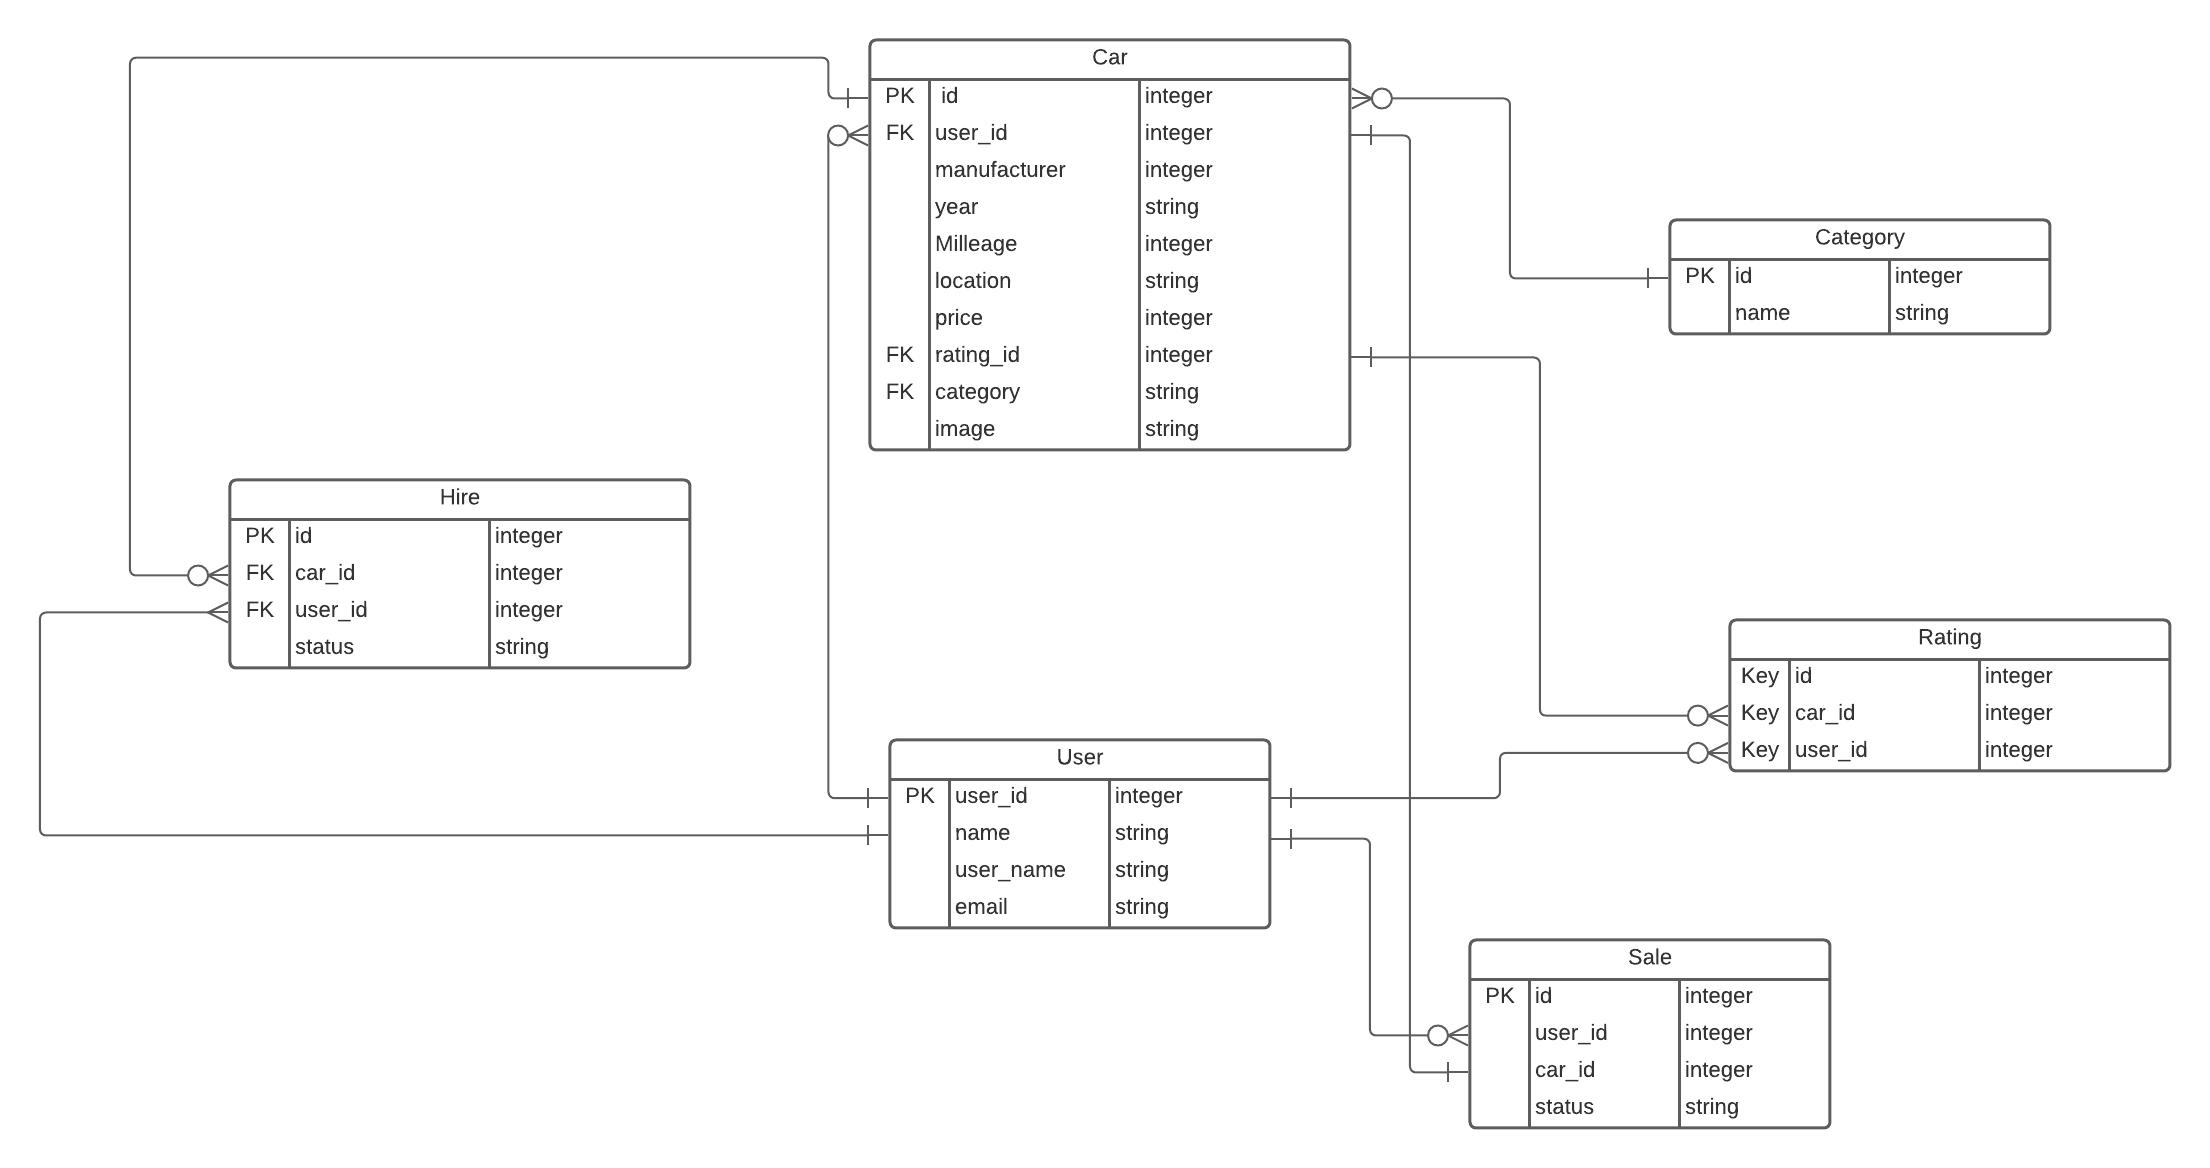 Car
PK id integer
FK user_id integer
manufacturer integer
year string
Milleage integer
location string
price integer
FK rating_id integer
FK category string
image string
Category
PK id integer
name string
Hire
PK id integer
FK car_id integer
FK user_id integer
status string
Rating
Key id integer
Key car_id integer
Key user_id integer
User
PK user_id integer
name string
user_name string
email string
Sale
PK id integer
user_id integer
car_id integer
status string